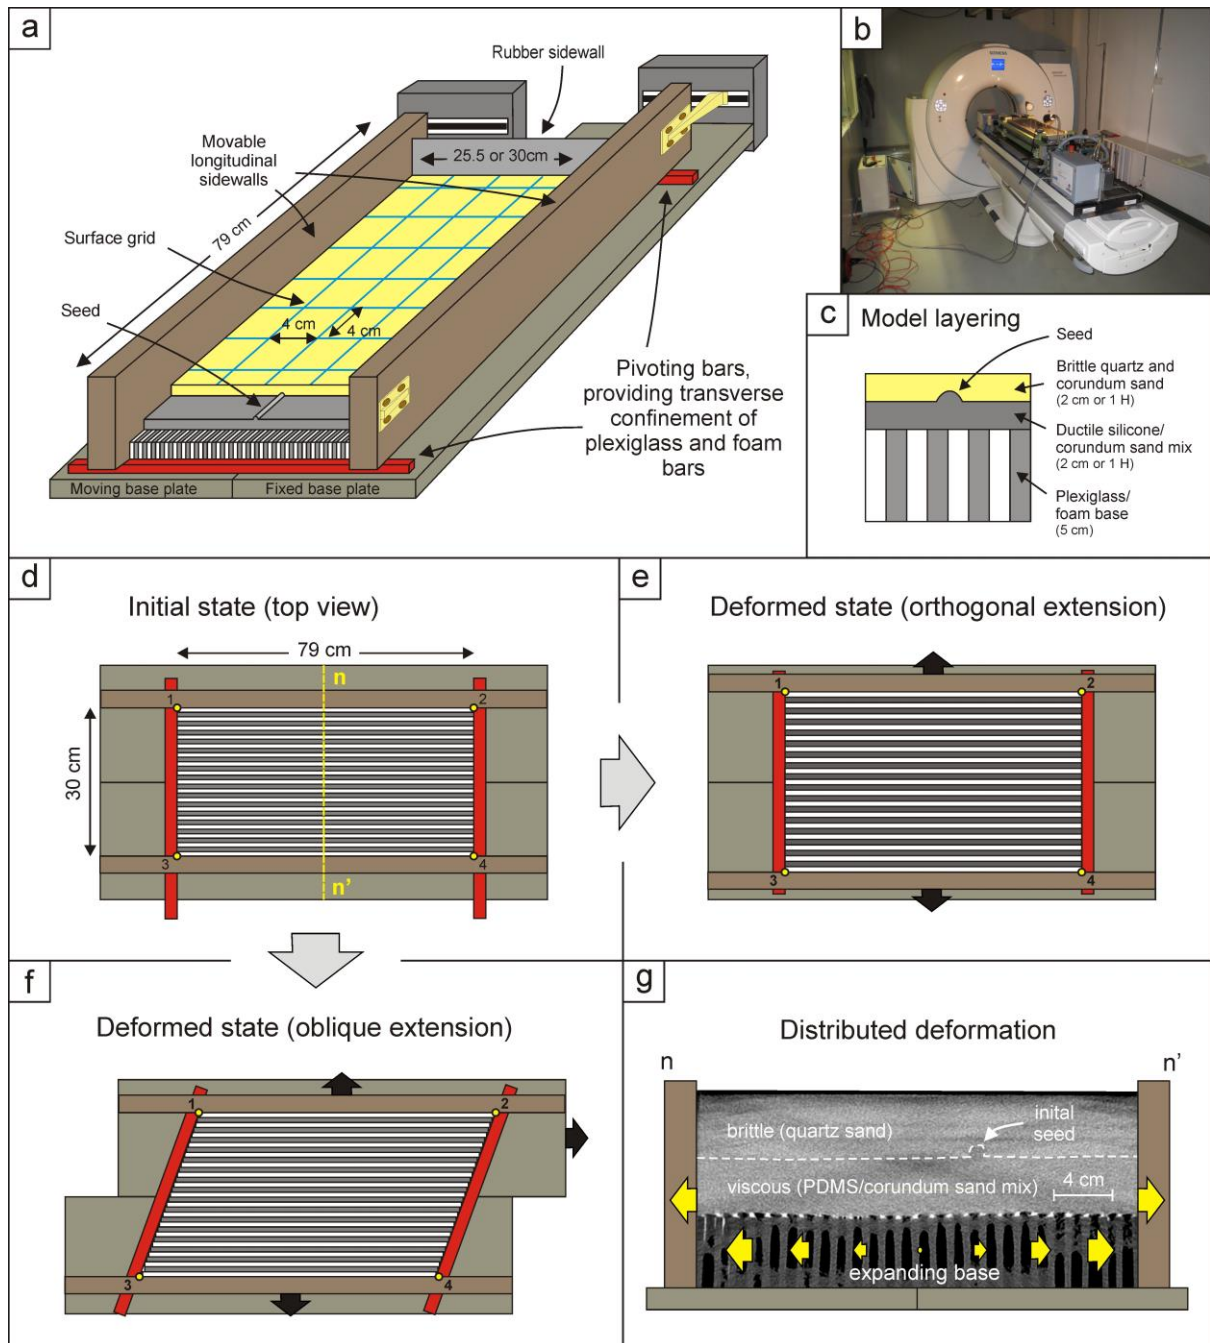 a
Rubber sidewall
Movable
longitudinal
sidewalls
25.5 or 30cm
79 cm
Surface grid
Seed
4 cm
4 cm
Pivoting bars,
providing transverse
confinement of
plexiglass and foam
bars
Moving base plate
Fixed base plate
b
SIEMENS
c
Model layering
Seed
Brittle quartz and
corundum sand
(2 cm or 1 H)
Ductile silicone/
corundum sand mix
(2 cm or 1 H)
Plexiglass/
foam base
(5 cm)
d
Initial state (top view)
79 cm
n
1
2
30 cm
3
4
n'
e
Deformed state (orthogonal extension)
1
2
3
4
f
Deformed state (oblique extension)
1
2
3
4
g
Distributed deformation
n
n'
brittle (quartz sand)
inital
seed
viscous (PDMS/corundum sand mix)
4 cm
expanding base